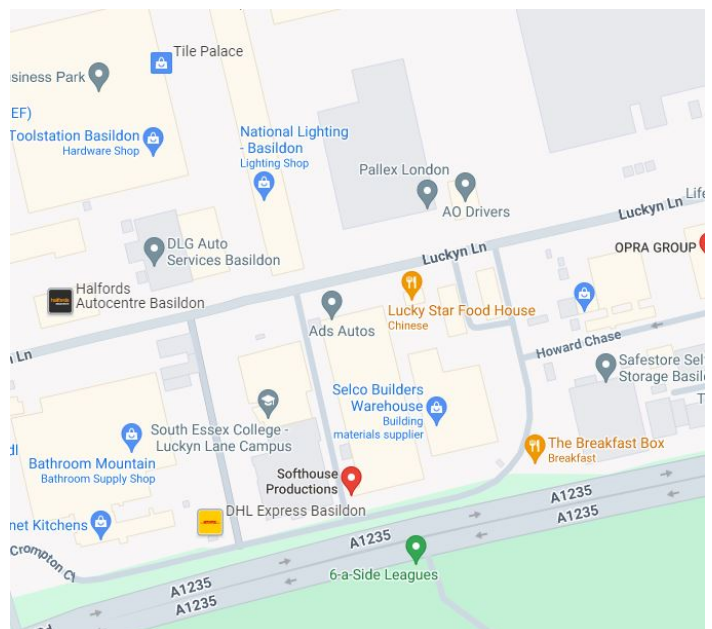 Tile Palace
siness Park
EF)
Toolstation Basildon
Hardware Shop
National Lighting
- Basildon
Lighting Shop
Pallex London
AO Drivers
Luckyn Ln
Life
OPRA GROUP
DLG Auto
Services Basildon
Luckyn Ln
Halfords
Autocentre Basildon
halfords
Lucky Star Food House
Chinese
Ads Autos
Howard Chase
n Ln
Safestore Sel
Storage Basil
T
Selco Builders
Warehouse
Building
materials supplier
South Essex College -
Luckyn Lane Campus
The Breakfast Box
Breakfast
dl
Bathroom Mountain
Bathroom Supply Shop
Softhouse
Productions
A1235
A1235
net Kitchens
DHL Express Basildon
A1235
Crompton Cl
6-a-Side Leagues
A1235
A1235
Rd